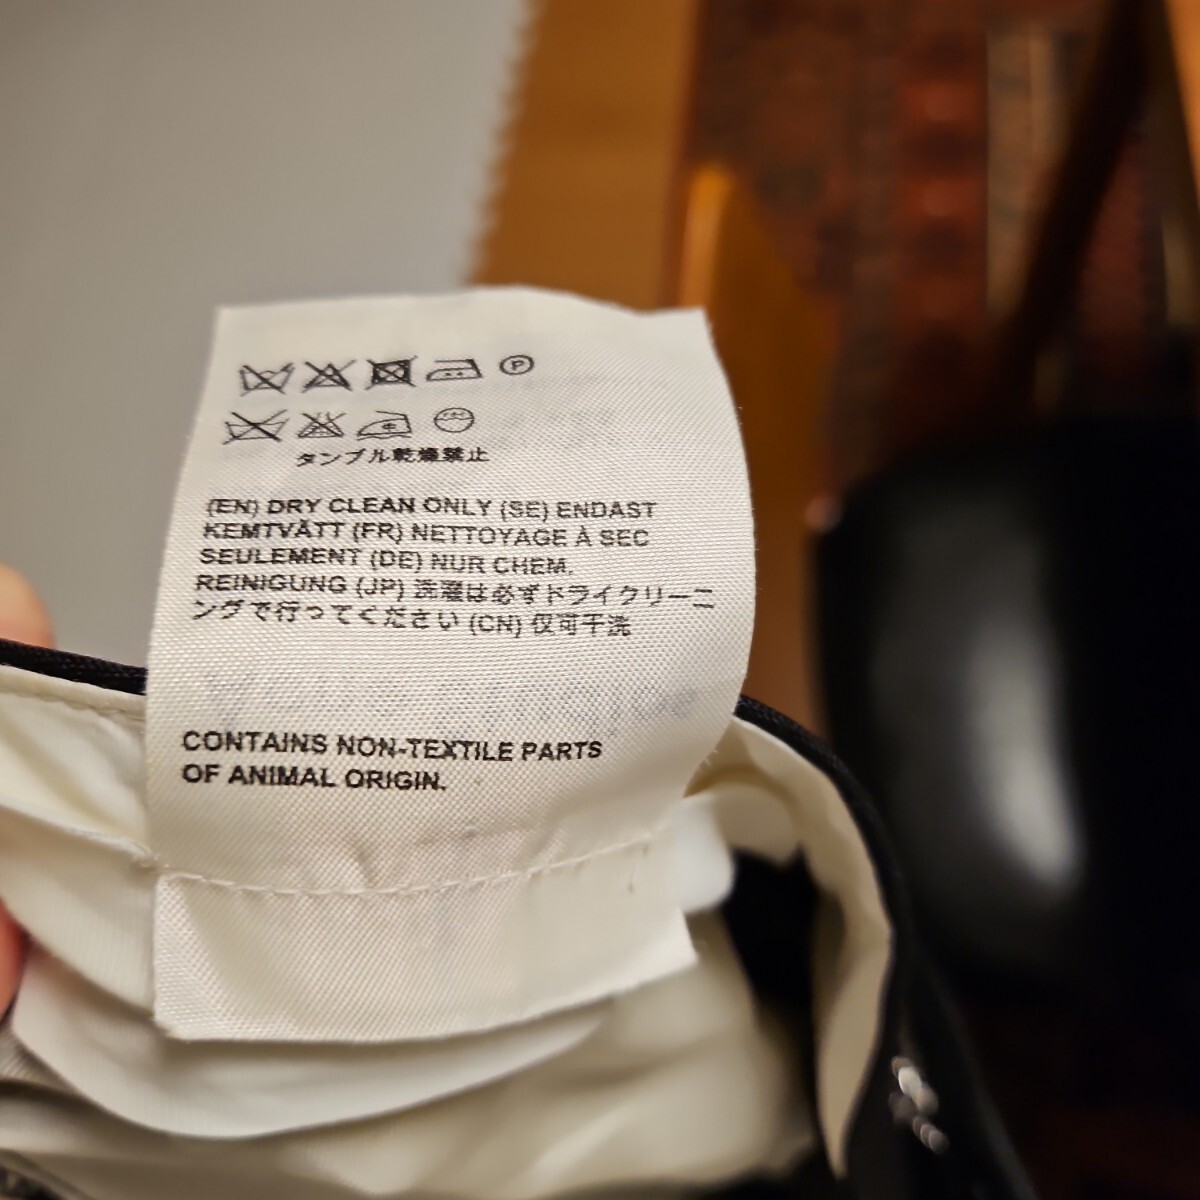 P
タンブル乾燥禁止
(EN) DRY CLEAN ONLY (SE) ENDAST
KEMTVÄTT (FR) NETTOYAGE À SEC
SEULEMENT (DE) NUR CHEM.
REINIGUNG (JP) 洗濯は必ずドライクリーニ
ングで行ってください (CN) 仅可干洗
CONTAINS NON-TEXTILE PARTS
OF ANIMAL ORIGIN.